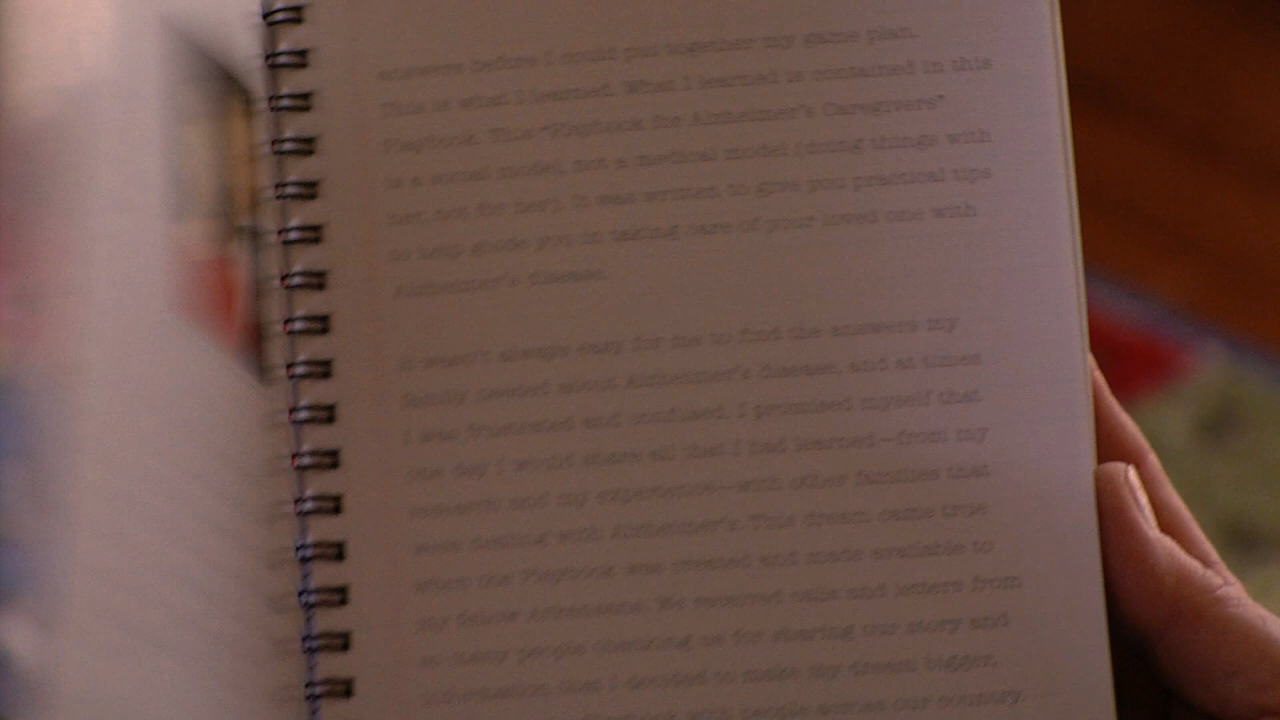 answers before I could put together my game plan.
This is what I learned. What I learned is contained in this
Playbook. This "Playbook for Alzheimer's Caregivers"
is a social model, not a medical model (doing things with
her, not for her). It was written to give you practical tips
to help guide you in taking care of your loved one with
Alzheimer's disease.
It wasn't always easy for me to find the answers my
family needed about Alzheimer's disease, and at times
I was frustrated and confused. I promised myself that
one day I would share all that I had learned—from my
research and my experience—with other families that
were dealing with Alzheimer's. This dream came true
when the Playbook was created and made available to
my fellow Arkansans. We received calls and letters from
so many people thanking us for sharing our story and
information that I decided to make my dream bigger,
Playbook with people across our country.